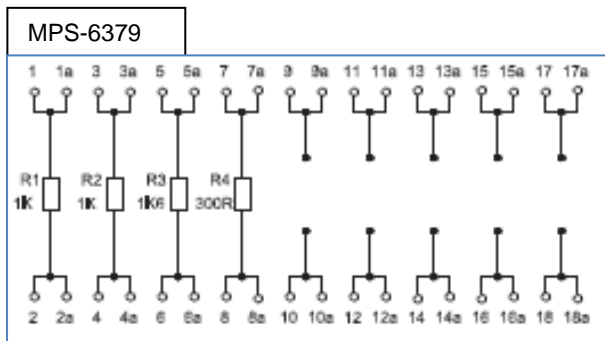 MPS-6379
1 1a 3 3a 5 5a 7 7a 9 9a 11 11a 13 13a 15 15a 17 17a
R1 R2 R3 R4
1K 1K 1K6 300R
2 2a 4 4a 6 6a 8 8a 10 10a 12 12a 14 14a 16 16a 18 18a